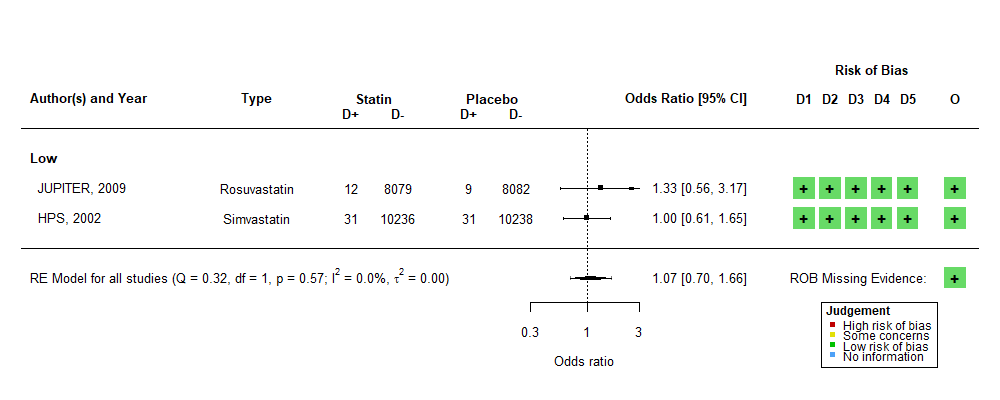 Risk of Bias
Author(s) and Year Type Statin Placebo Odds Ratio [95% CI] D1 D2 D3 D4 D5 O
D+ D- D+ D-
Low
JUPITER, 2009 Rosuvastatin 12 8079 9 8082 1.33 [0.56, 3.17] + + + + + +
HPS, 2002 Simvastatin 31 10236 31 10238 1.00 [0.61, 1.65] + + + + + +
RE Model for all studies (Q = 0.32, df = 1, p = 0.57; I² = 0.0%, τ² = 0.00) 1.07 [0.70, 1.66] ROB Missing Evidence: +
0.3 1 3
Odds ratio
Judgement
High risk of bias
Some concerns
Low risk of bias
No information